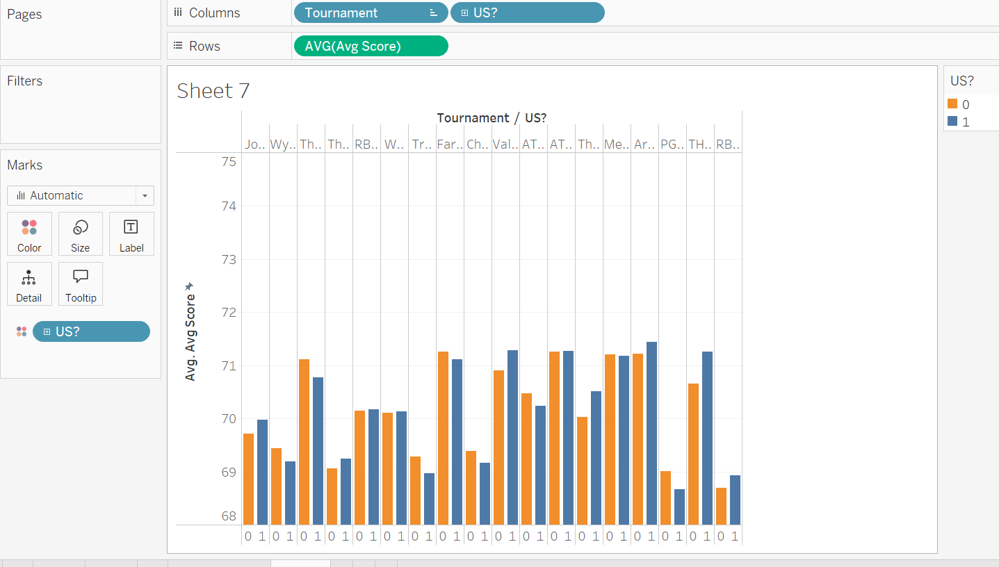 Pages
Columns
Tournament
US?
Rows
AVG(Avg Score)
Filters
Marks
Automatic
Color
Size
Label
Detail
Tooltip
US?
Sheet 7
Tournament / US?
Jo.. Wy.. Th.. Th.. RB.. W.. Tr.. Far.. Ch.. Val.. AT.. AT.. Th.. Me.. Ar.. PG.. TH.. RB..
75
74
73
72
71
70
69
68
Avg. Avg Score
0 1 0 1 0 1 0 1 0 1 0 1 0 1 0 1 0 1 0 1 0 1 0 1 0 1 0 1 0 1 0 1 0 1 0 1
US?
0
1